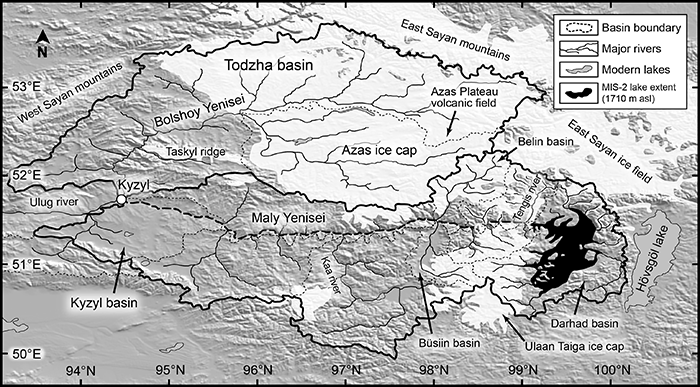 N
East Sayan mountains
West Sayan mountains
Todzha basin
Bolshoy Yenisei
Azas Plateau
volcanic field
Taskyl ridge
Azas ice cap
Belin basin
East Sayan ice field
Kyzyl
Ulug river
Maly Yenisei
Tengis river
Kaa river
Hövsgöl lake
Kyzyl basin
Büsiin basin
Darhad basin
Ulaan Taiga ice cap
Basin boundary
Major rivers
Modern lakes
MIS-2 lake extent
(1710 m asl)
53°E
52°E
51°E
50°E
94°N
95°N
96°N
97°N
98°N
99°N
100°N